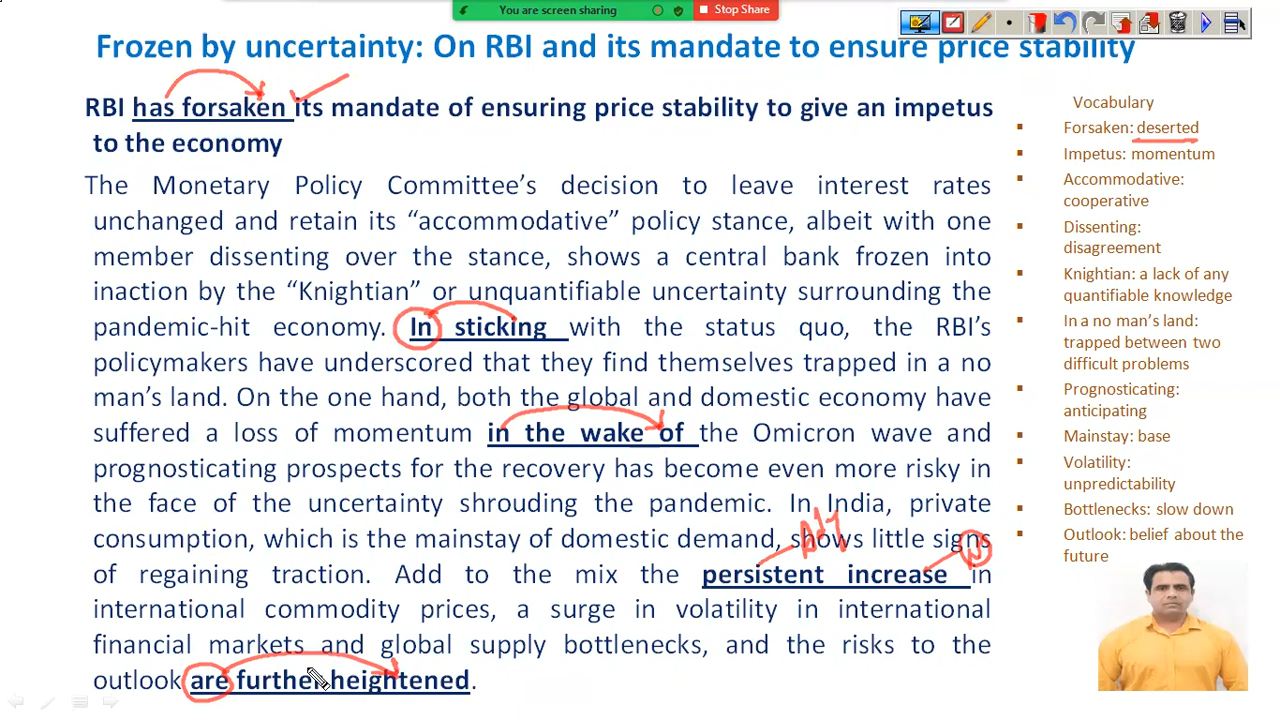 You are screen sharing
Stop Share
Frozen by uncertainty: On RBI and its mandate to ensure price stability
RBI has forsaken its mandate of ensuring price stability to give an impetus
to the economy
The Monetary Policy Committee's decision to leave interest rates
unchanged and retain its “accommodative” policy stance, albeit with one
member dissenting over the stance, shows a central bank frozen into
inaction by the “Knightian” or unquantifiable uncertainty surrounding the
pandemic-hit economy. In sticking with the status quo, the RBI's
policymakers have underscored that they find themselves trapped in a no
man's land. On the one hand, both the global and domestic economy have
suffered a loss of momentum in the wake of the Omicron wave and
prognosticating prospects for the recovery has become even more risky in
the face of the uncertainty shrouding the pandemic. In India, private
consumption, which is the mainstay of domestic demand, shows little signs
of regaining traction. Add to the mix the persistent increase in
international commodity prices, a surge in volatility in international
financial markets and global supply bottlenecks, and the risks to the
outlook are further heightened.
Adj
N
Vocabulary
Forsaken: deserted
Impetus: momentum
Accommodative:
cooperative
Dissenting:
disagreement
Knightian: a lack of any
quantifiable knowledge
In a no man's land:
trapped between two
difficult problems
Prognosticating:
anticipating
Mainstay: base
Volatility:
unpredictability
Bottlenecks: slow down
Outlook: belief about the
future